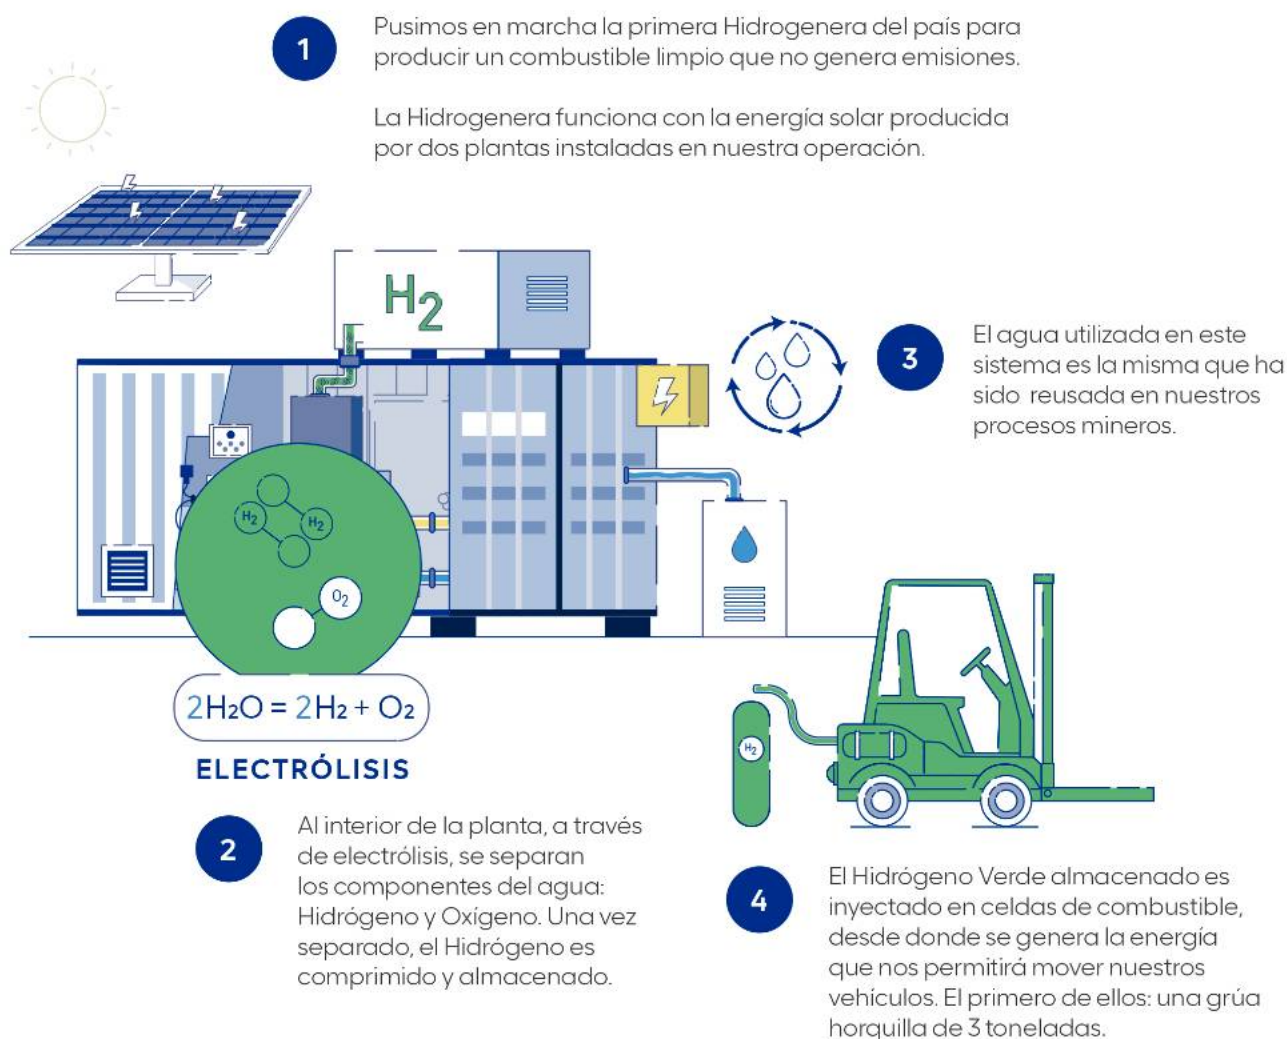 1
Pusimos en marcha la primera Hidrogenera del país para
producir un combustible limpio que no genera emisiones.
La Hidrogenera funciona con la energía solar producida
por dos plantas instaladas en nuestra operación.
H₂
3
El agua utilizada en este
sistema es la misma que ha
sido reusada en nuestros
procesos mineros.
H₂
H₂
O₂
2H₂O = 2H₂ + O₂
ELECTRÓLISIS
2
Al interior de la planta, a través
de electrólisis, se separan
los componentes del agua:
Hidrógeno y Oxígeno. Una vez
separado, el Hidrógeno es
comprimido y almacenado.
H₂
4
El Hidrógeno Verde almacenado es
inyectado en celdas de combustible,
desde donde se genera la energía
que nos permitirá mover nuestros
vehículos. El primero de ellos: una grúa
horquilla de 3 toneladas.